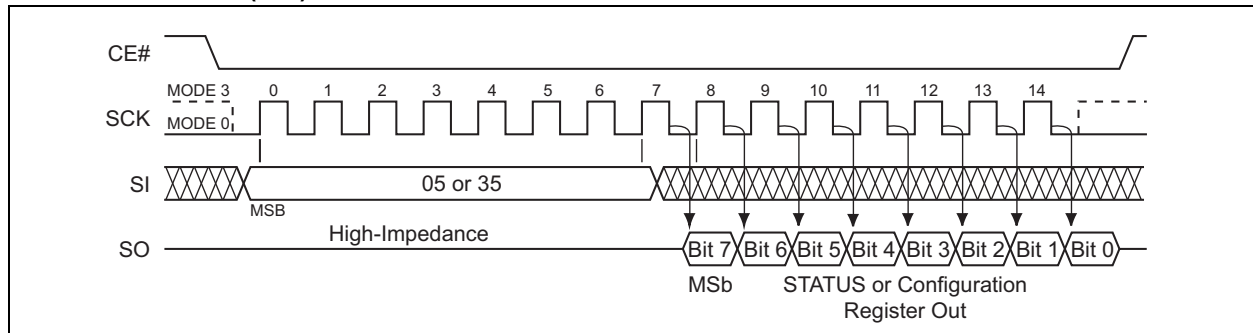 CE#
MODE 3 0 1 2 3 4 5 6 7 8 9 10 11 12 13 14
SCK
MODE 0
SI 05 or 35
MSB
SO High-Impedance Bit 7 Bit 6 Bit 5 Bit 4 Bit 3 Bit 2 Bit 1 Bit 0
MSb STATUS or Configuration
Register Out